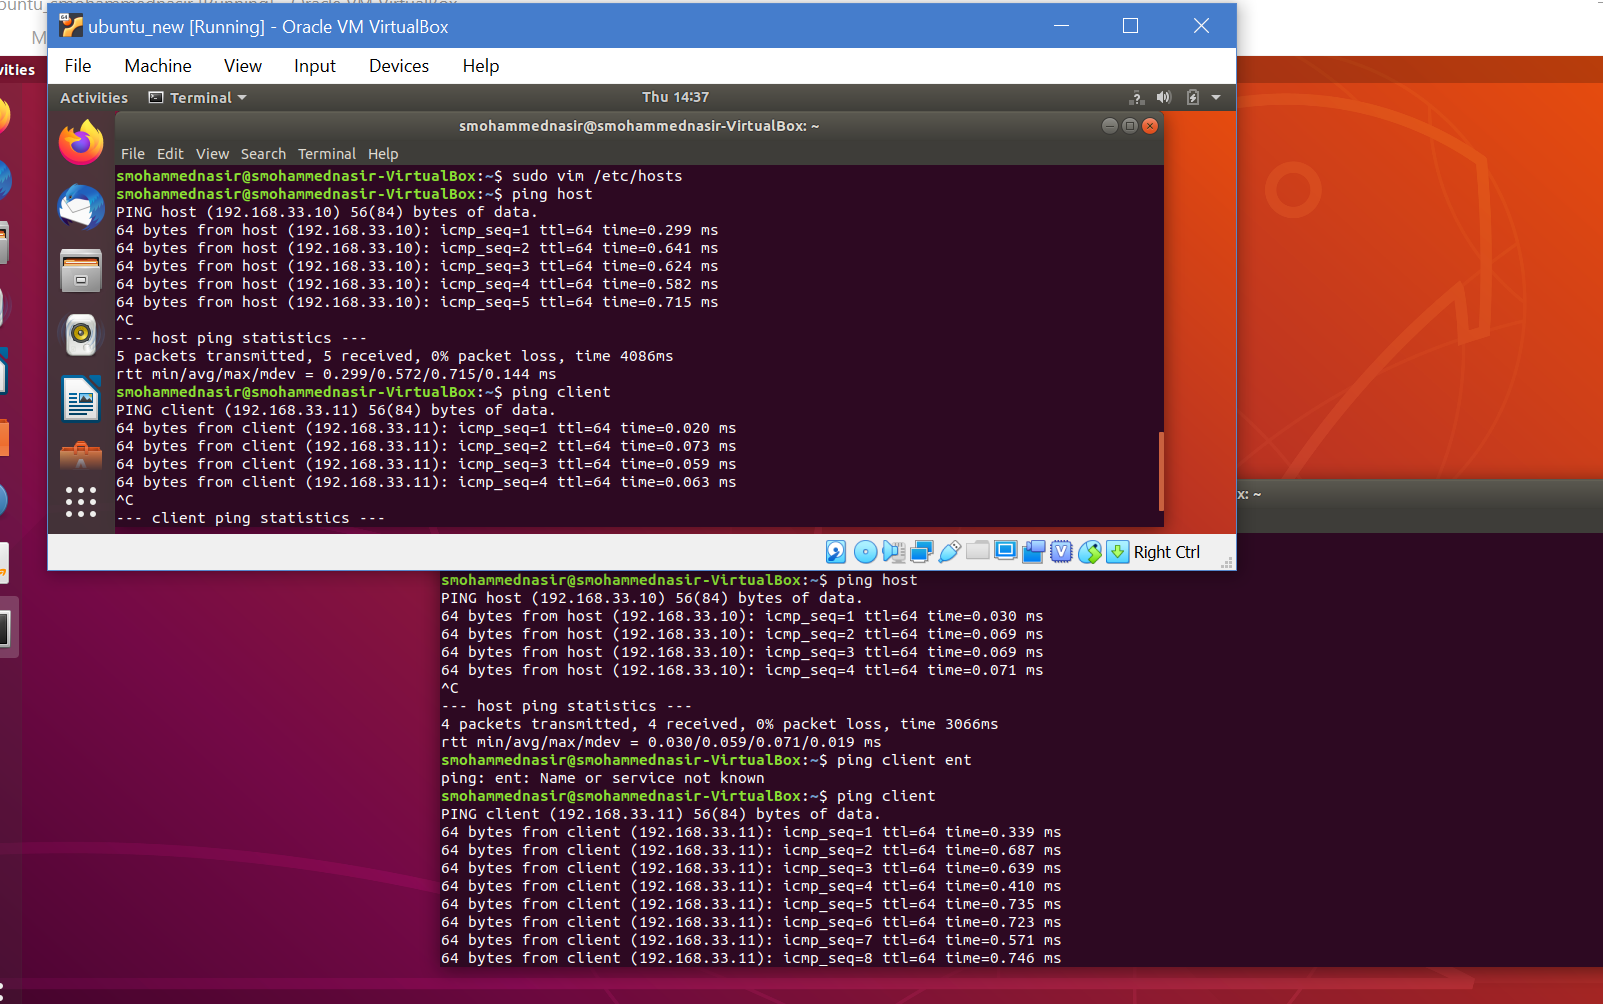 ubuntu_new [Running] - Oracle VM VirtualBox
File Machine View Input Devices Help
Activities Terminal Thu 14:37
smohammednasir@smohammednasir-VirtualBox: ~
File Edit View Search Terminal Help
smohammednasir@smohammednasir-VirtualBox:~$ sudo vim /etc/hosts
smohammednasir@smohammednasir-VirtualBox:~$ ping host
PING host (192.168.33.10) 56(84) bytes of data.
64 bytes from host (192.168.33.10): icmp_seq=1 ttl=64 time=0.299 ms
64 bytes from host (192.168.33.10): icmp_seq=2 ttl=64 time=0.641 ms
64 bytes from host (192.168.33.10): icmp_seq=3 ttl=64 time=0.624 ms
64 bytes from host (192.168.33.10): icmp_seq=4 ttl=64 time=0.582 ms
64 bytes from host (192.168.33.10): icmp_seq=5 ttl=64 time=0.715 ms
^C
--- host ping statistics ---
5 packets transmitted, 5 received, 0% packet loss, time 4086ms
rtt min/avg/max/mdev = 0.299/0.572/0.715/0.144 ms
smohammednasir@smohammednasir-VirtualBox:~$ ping client
PING client (192.168.33.11) 56(84) bytes of data.
64 bytes from client (192.168.33.11): icmp_seq=1 ttl=64 time=0.020 ms
64 bytes from client (192.168.33.11): icmp_seq=2 ttl=64 time=0.073 ms
64 bytes from client (192.168.33.11): icmp_seq=3 ttl=64 time=0.059 ms
64 bytes from client (192.168.33.11): icmp_seq=4 ttl=64 time=0.063 ms
^C
--- client ping statistics ---
Right Ctrl
vities
x: ~
smohammednasir@smohammednasir-VirtualBox:~$ ping host
PING host (192.168.33.10) 56(84) bytes of data.
64 bytes from host (192.168.33.10): icmp_seq=1 ttl=64 time=0.030 ms
64 bytes from host (192.168.33.10): icmp_seq=2 ttl=64 time=0.069 ms
64 bytes from host (192.168.33.10): icmp_seq=3 ttl=64 time=0.069 ms
64 bytes from host (192.168.33.10): icmp_seq=4 ttl=64 time=0.071 ms
^C
--- host ping statistics ---
4 packets transmitted, 4 received, 0% packet loss, time 3066ms
rtt min/avg/max/mdev = 0.030/0.059/0.071/0.019 ms
smohammednasir@smohammednasir-VirtualBox:~$ ping client ent
ping: ent: Name or service not known
smohammednasir@smohammednasir-VirtualBox:~$ ping client
PING client (192.168.33.11) 56(84) bytes of data.
64 bytes from client (192.168.33.11): icmp_seq=1 ttl=64 time=0.339 ms
64 bytes from client (192.168.33.11): icmp_seq=2 ttl=64 time=0.687 ms
64 bytes from client (192.168.33.11): icmp_seq=3 ttl=64 time=0.639 ms
64 bytes from client (192.168.33.11): icmp_seq=4 ttl=64 time=0.410 ms
64 bytes from client (192.168.33.11): icmp_seq=5 ttl=64 time=0.735 ms
64 bytes from client (192.168.33.11): icmp_seq=6 ttl=64 time=0.723 ms
64 bytes from client (192.168.33.11): icmp_seq=7 ttl=64 time=0.571 ms
64 bytes from client (192.168.33.11): icmp_seq=8 ttl=64 time=0.746 ms